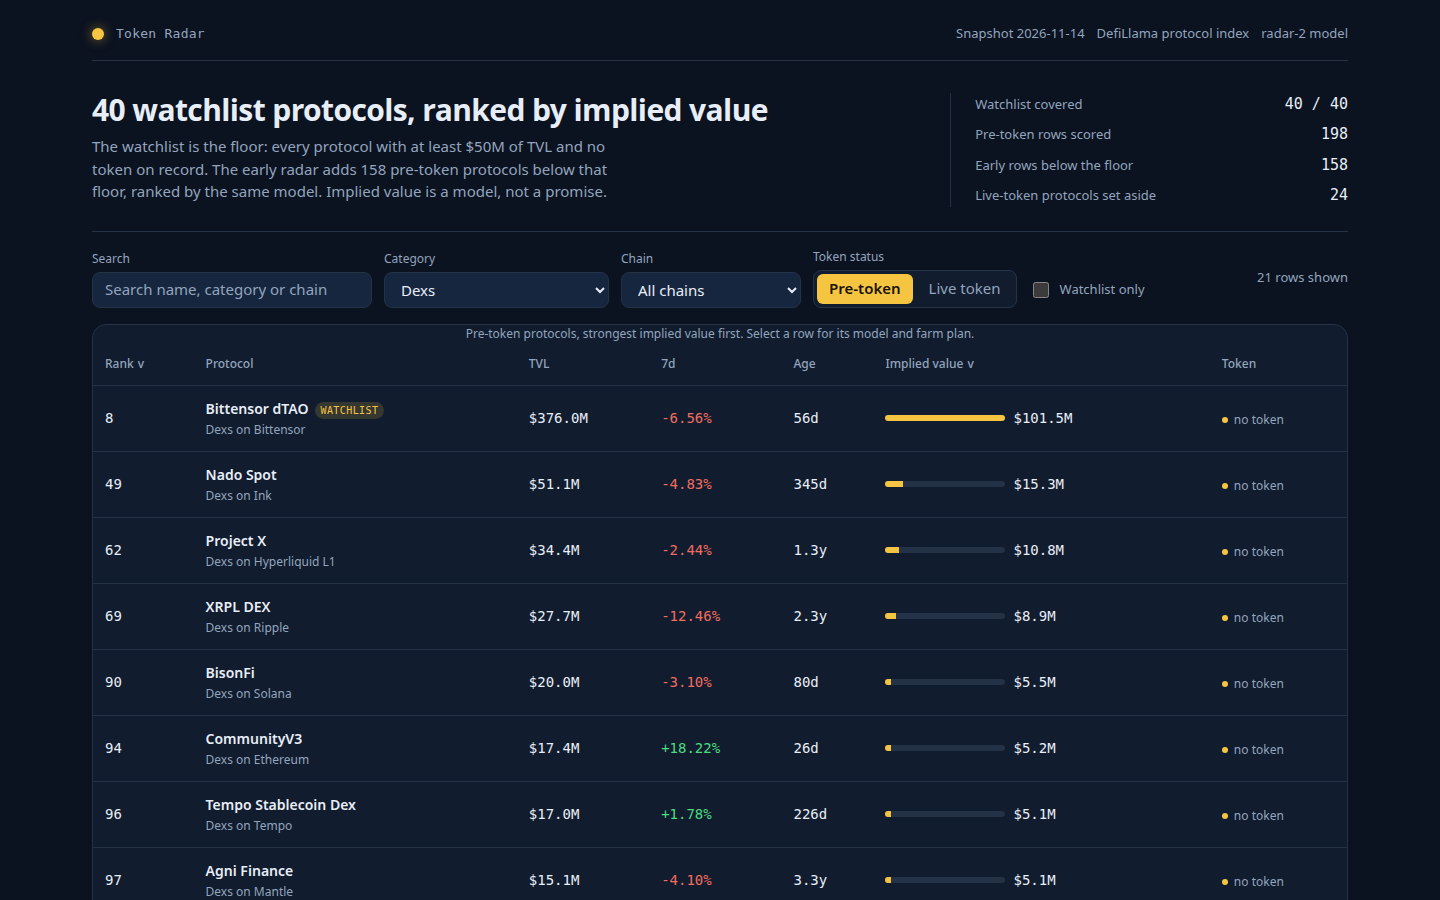 Token Radar
Snapshot 2026-11-14 DefiLlama protocol index radar-2 model
40 watchlist protocols, ranked by implied value
The watchlist is the floor: every protocol with at least $50M of TVL and no
token on record. The early radar adds 158 pre-token protocols below that
floor, ranked by the same model. Implied value is a model, not a promise.
Watchlist covered 40 / 40
Pre-token rows scored 198
Early rows below the floor 158
Live-token protocols set aside 24
Search Category Chain Token status
Search name, category or chain Dexs All chains Pre-token Live token Watchlist only 21 rows shown
Pre-token protocols, strongest implied value first. Select a row for its model and farm plan.
Rank v Protocol TVL 7d Age Implied value v Token
8 Bittensor dTAO WATCHLIST $376.0M -6.56% 56d $101.5M no token
Dexs on Bittensor
49 Nado Spot $51.1M -4.83% 345d $15.3M no token
Dexs on Ink
62 Project X $34.4M -2.44% 1.3y $10.8M no token
Dexs on Hyperliquid L1
69 XRPL DEX $27.7M -12.46% 2.3y $8.9M no token
Dexs on Ripple
90 BisonFi $20.0M -3.10% 80d $5.5M no token
Dexs on Solana
94 CommunityV3 $17.4M +18.22% 26d $5.2M no token
Dexs on Ethereum
96 Tempo Stablecoin Dex $17.0M +1.78% 226d $5.1M no token
Dexs on Tempo
97 Agni Finance $15.1M -4.10% 3.3y $5.1M no token
Dexs on Mantle